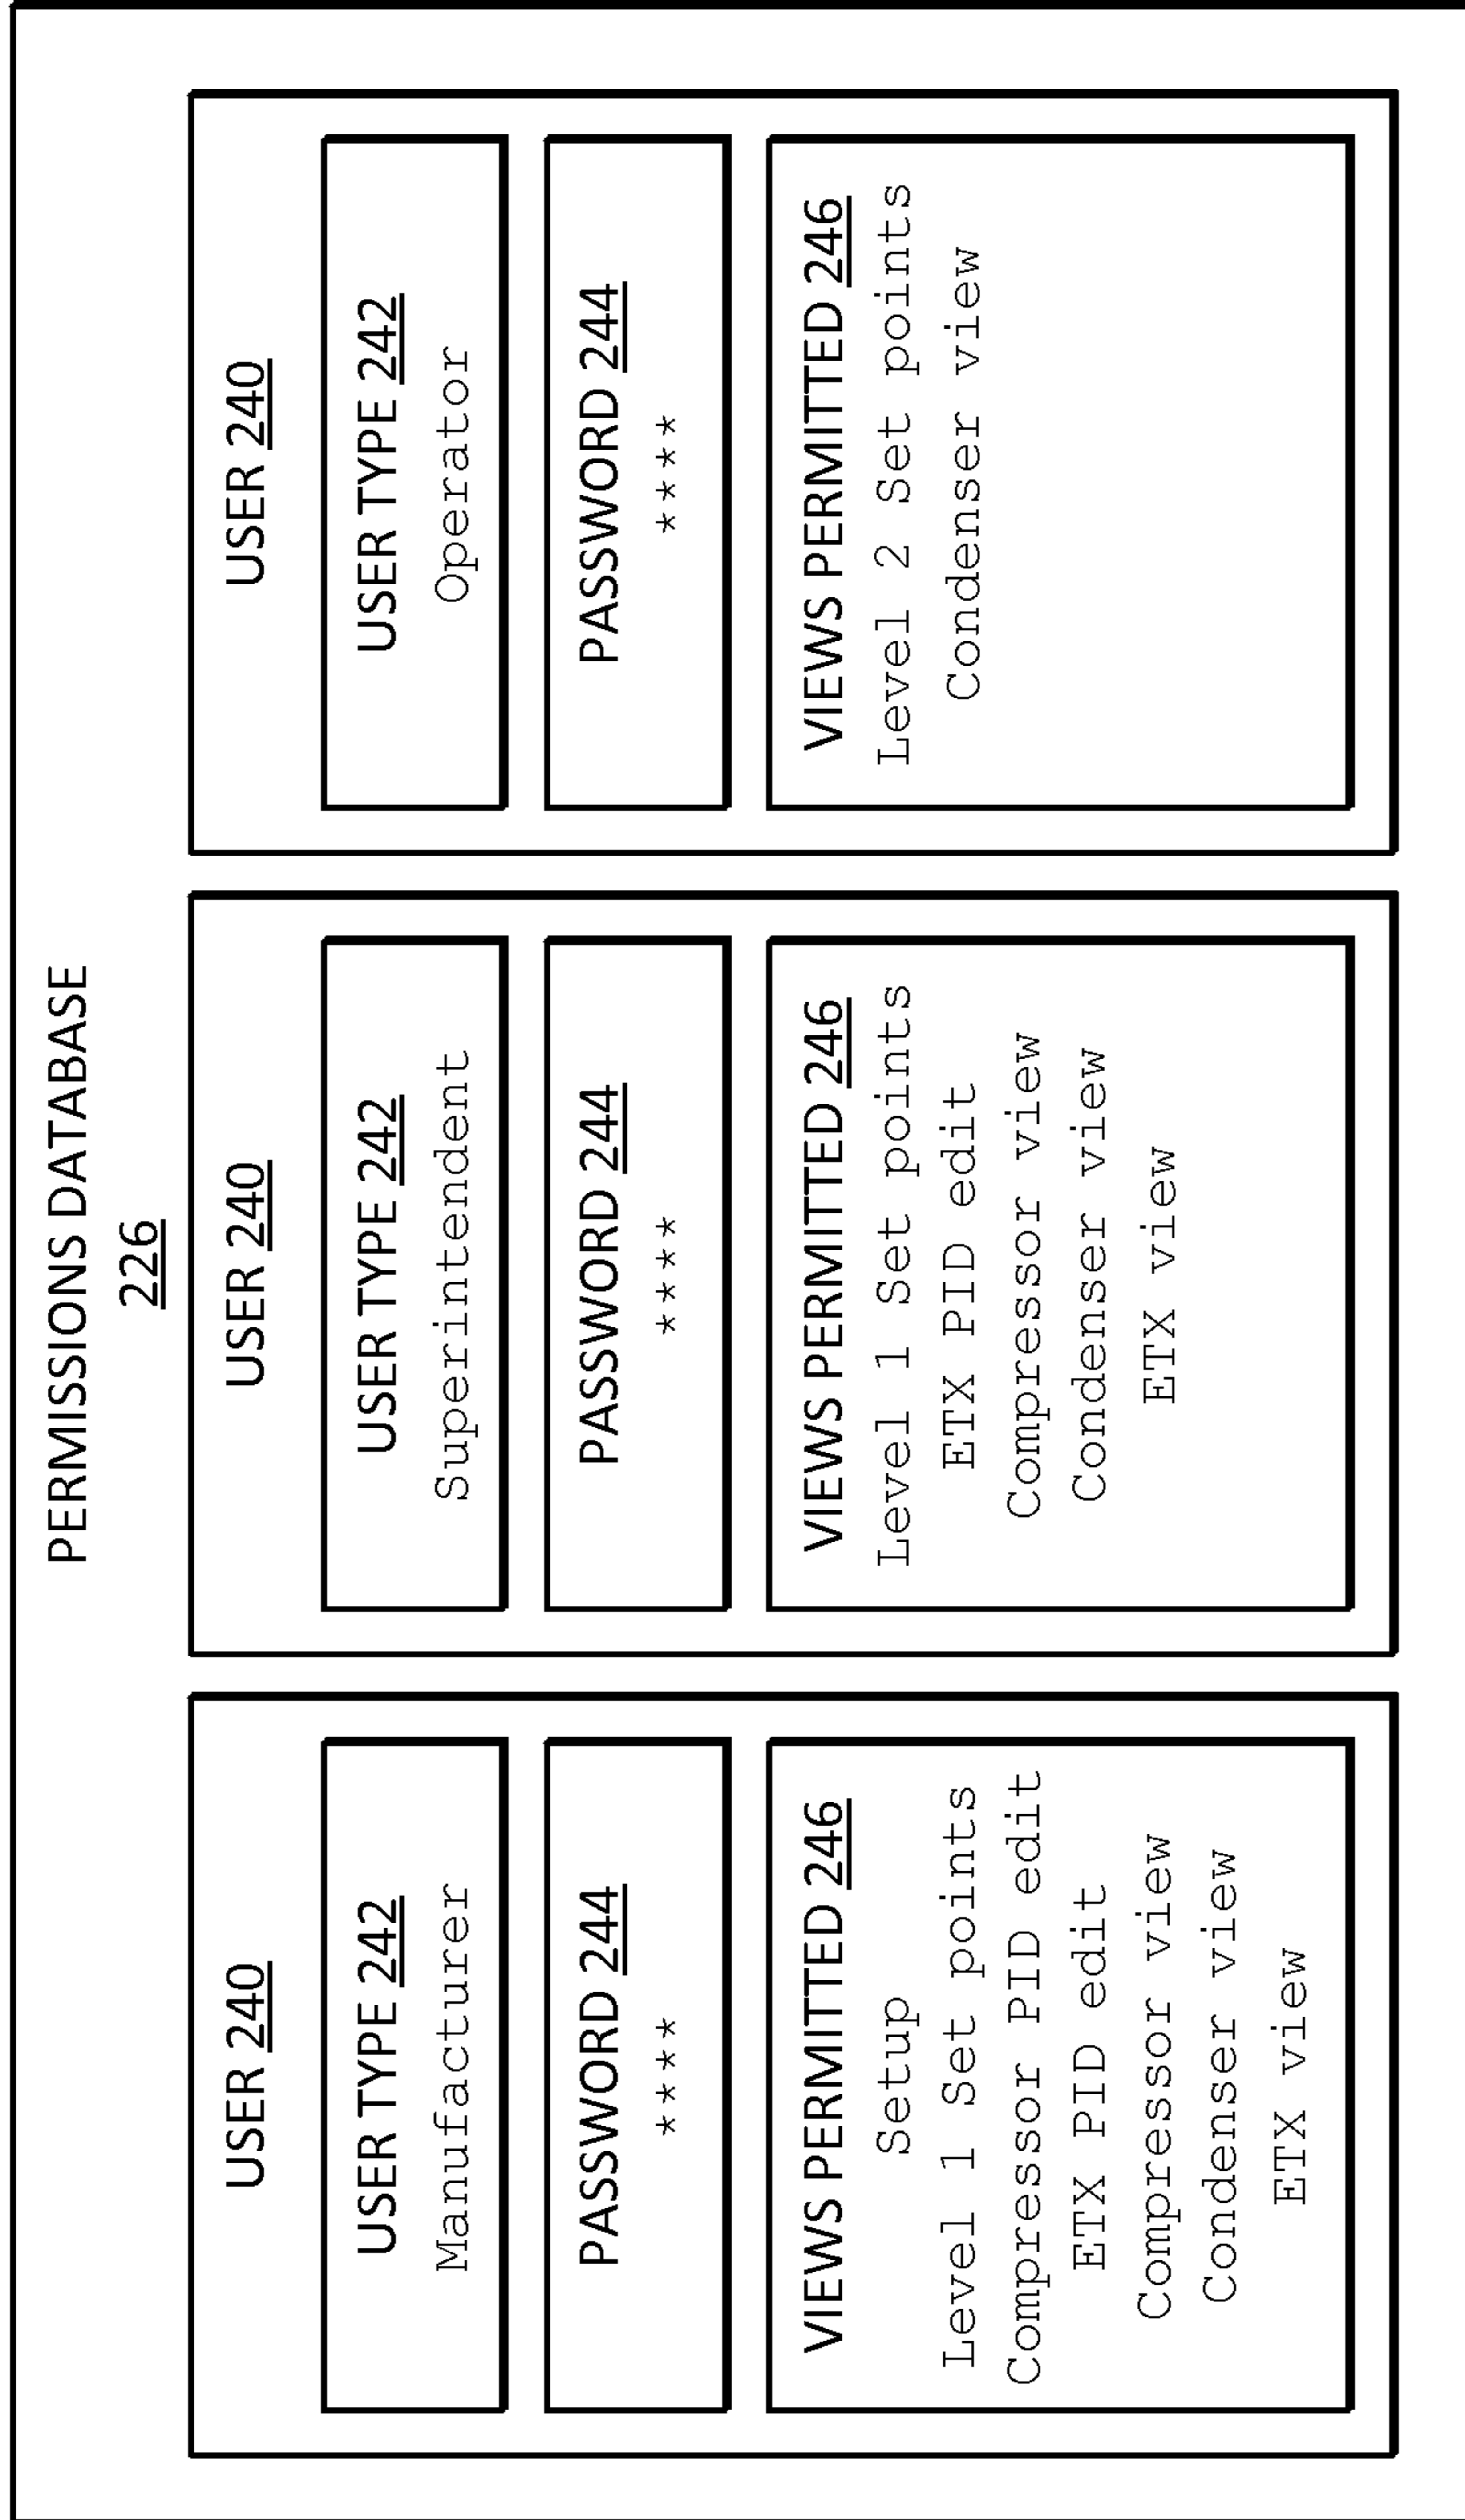 PERMISSIONS DATABASE
226
USER 240
USER TYPE 242
Manufacturer
PASSWORD 244
****
VIEWS PERMITTED 246
Setup
Level 1 Set points
Compressor PID edit
ETX PID edit
Compressor view
Condenser view
ETX view
USER 240
USER TYPE 242
Superintendent
PASSWORD 244
****
VIEWS PERMITTED 246
Level 1 Set points
ETX PID edit
Compressor view
Condenser view
ETX view
USER 240
USER TYPE 242
Operator
PASSWORD 244
****
VIEWS PERMITTED 246
Level 2 Set points
Condenser view